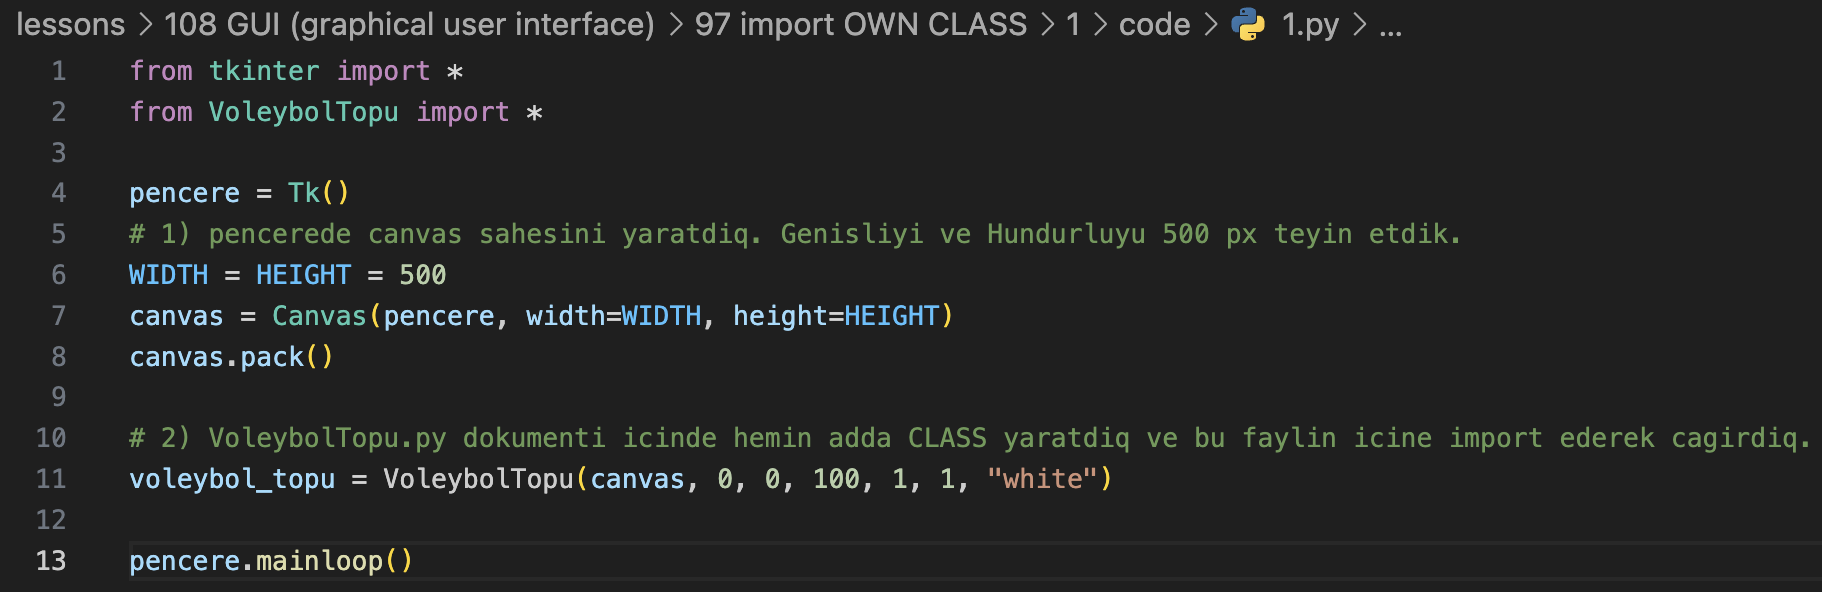 lessons > 108 GUI (graphical user interface) > 97 import OWN CLASS > 1 > code > 1.py > ...
1 from tkinter import *
2 from VoleybolTopu import *
3
4 pencere = Tk()
5 # 1) pencerede canvas sahesini yaratdiq. Genisliyi ve Hundurluyu 500 px teyin etdik.
6 WIDTH = HEIGHT = 500
7 canvas = Canvas(pencere, width=WIDTH, height=HEIGHT)
8 canvas.pack()
9
10 # 2) VoleybolTopu.py dokumenti icinde hemin adda CLASS yaratdiq ve bu faylin icine import ederek cagirdiq.
11 voleybol_topu = VoleybolTopu(canvas, 0, 0, 100, 1, 1, "white")
12
13 pencere.mainloop()